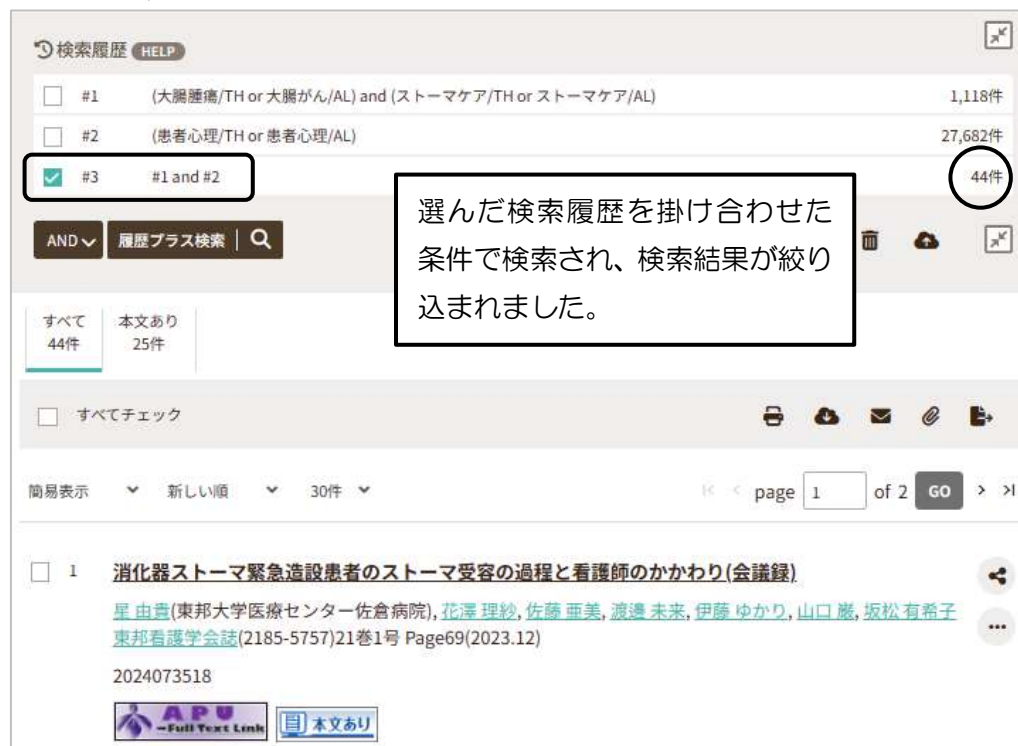 検索履歴 HELP
#1 (大腸腫瘍/TH or 大腸がん/AL) and (ストーマケア/TH or ストーマケア/AL) 1,118件
#2 (患者心理/TH or 患者心理/AL) 27,682件
#3 #1 and #2 44件
選んだ検索履歴を掛け合わせた
条件で検索され、検索結果が絞り
込まれました。
AND 履歴プラス検索
すべて 本文あり
44件 25件
すべてチェック
簡易表示 新しい順 30件 page 1 of 2 GO
1 消化器ストーマ緊急造設患者のストーマ受容の過程と看護師のかかわり(会議録)
星 由貴(東邦大学医療センター佐倉病院), 花澤 理紗, 佐藤 亜美, 渡邉 未来, 伊藤 ゆかり, 山口 巌, 坂松 有希子
東邦看護学会誌(2185-5757)21巻1号 Page69(2023.12)
2024073518
APU
-Full Text Link 本文あり